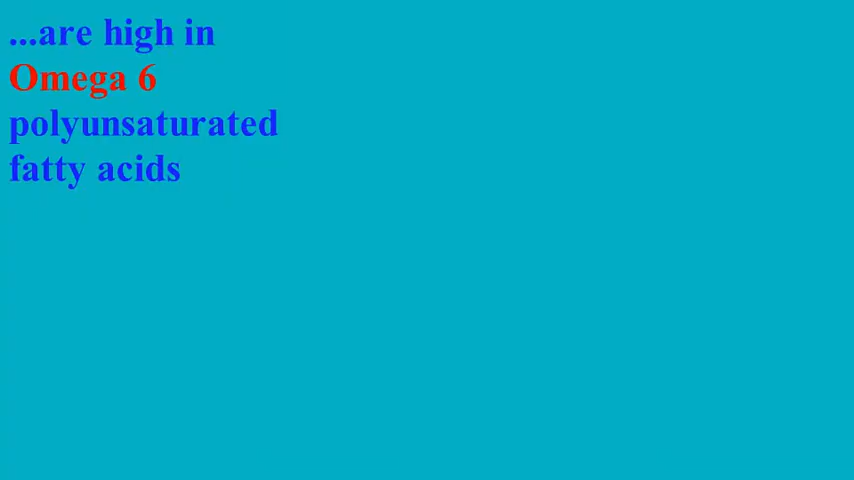 ...are high in
Omega 6
polyunsaturated
fatty acids